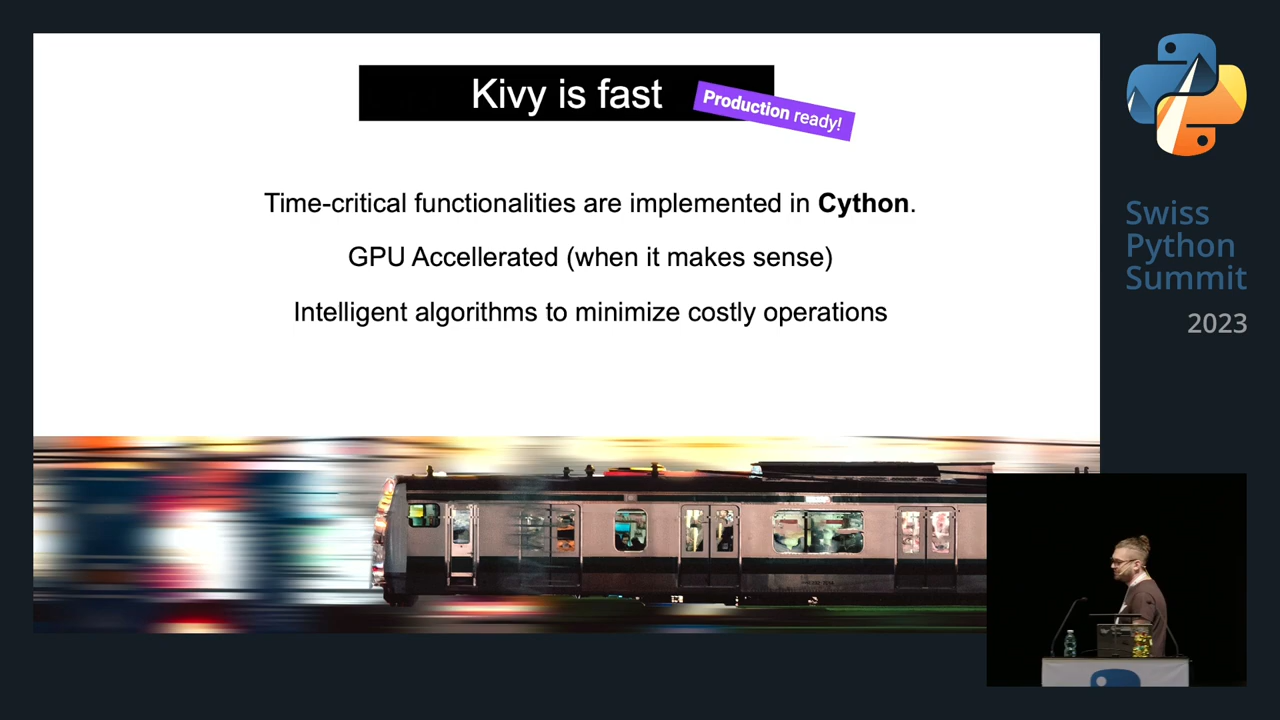 Kivy is fast
Production ready!
Time-critical functionalities are implemented in Cython.
GPU Accellerated (when it makes sense)
Intelligent algorithms to minimize costly operations
Swiss
Python
Summit
2023